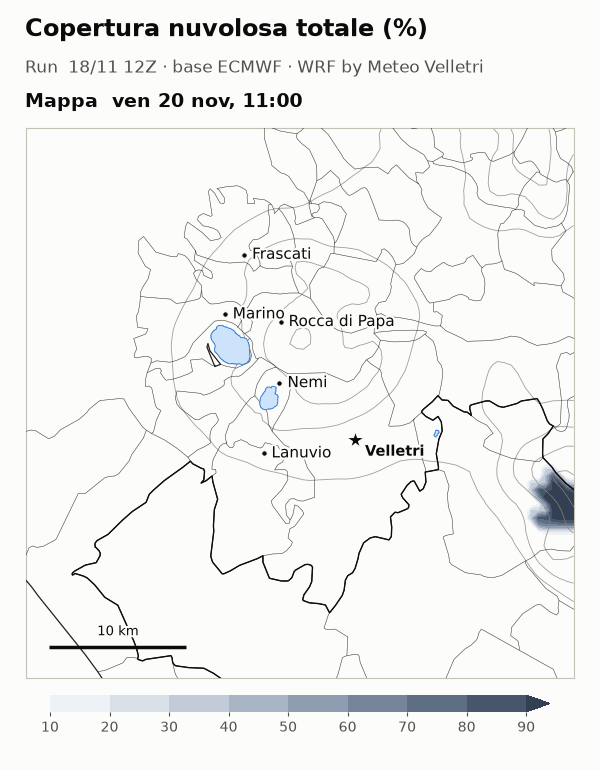 Copertura nuvolosa totale (%)
Run  18/11 12Z · base ECMWF · WRF by Meteo Velletri
Mappa  ven 20 nov, 11:00
Frascati
Marino
Rocca di Papa
Nemi
Velletri
Lanuvio
10 km
10 20 30 40 50 60 70 80 90